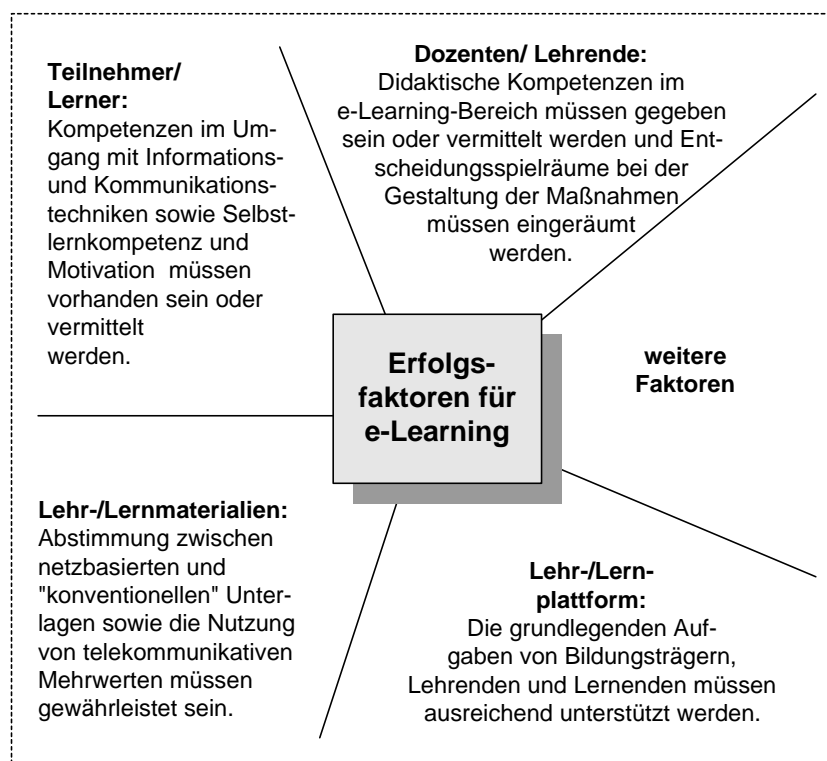 Teilnehmer/
Lerner:
Kompetenzen im Um-
gang mit Informations-
und Kommunikations-
techniken sowie Selbst-
lernkompetenz und
Motivation  müssen
vorhanden sein oder
vermittelt
werden.
Dozenten/ Lehrende:
Didaktische Kompetenzen im
e-Learning-Bereich müssen gegeben
sein oder vermittelt werden und Ent-
scheidungsspielräume bei der
Gestaltung der Maßnahmen
müssen eingeräumt
werden.
Erfolgs-
faktoren für
e-Learning
weitere
Faktoren
Lehr-/Lernmaterialien:
Abstimmung zwischen
netzbasierten und
"konventionellen" Unter-
lagen sowie die Nutzung
von telekommunikativen
Mehrwerten müssen
gewährleistet sein.
Lehr-/Lern-
plattform:
Die grundlegenden Auf-
gaben von Bildungsträgern,
Lehrenden und Lernenden müssen
ausreichend unterstützt werden.